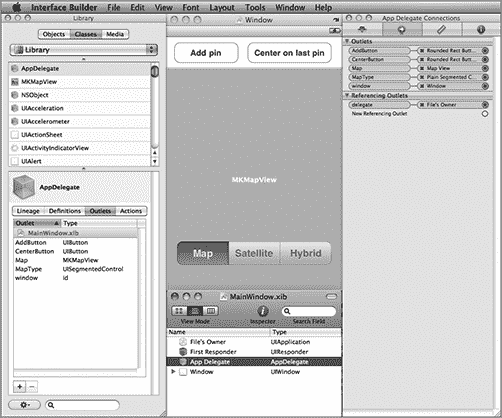 Interface Builder File Edit View Font Layout Tools Window Help
Library
Objects Classes Media
Library
AppDelegate
MKMapView
NSObject
UIAcceleration
UIAccelerometer
UIActionSheet
UIActivityIndicatorView
UIAlert
AppDelegate
Lineage Definitions Outlets Actions
Outlet Type
MainWindow.xib
AddButton UIButton
CenterButton UIButton
Map MKMapView
MapType UISegmentedControl
window id
Window
Add pin Center on last pin
MKMapView
Map Satellite Hybrid
MainWindow.xib
View Mode Inspector Search Field
Name Type
File's Owner UIApplication
First Responder UIResponder
App Delegate AppDelegate
Window UIWindow
App Delegate Connections
Outlets
AddButton Rounded Rect Butt...
CenterButton Rounded Rect Butt...
Map Map View
MapType Plain Segmented C...
window Window
Referencing Outlets
delegate File's Owner
New Referencing Outlet